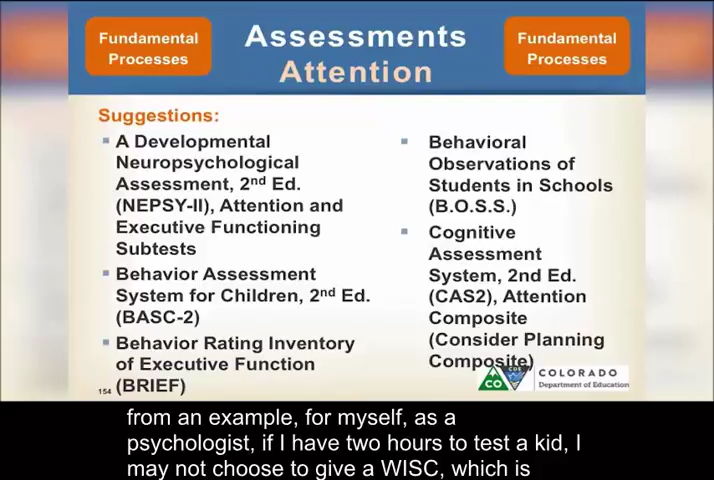 Fundamental
Processes
Assessments
Attention
Fundamental
Processes
Suggestions:
A Developmental
Neuropsychological
Assessment, 2nd Ed.
(NEPSY-II), Attention and
Executive Functioning
Subtests
Behavior Assessment
System for Children, 2nd Ed.
(BASC-2)
Behavior Rating Inventory
of Executive Function
(BRIEF)
Behavioral
Observations of
Students in Schools
(B.O.S.S.)
Cognitive
Assessment
System, 2nd Ed.
(CAS2), Attention
Composite
(Consider Planning
Composite)
154
CO
CDE
COLORADO
Department of Education
from an example, for myself, as a
psychologist, if I have two hours to test a kid, I
may not choose to give a WISC, which is